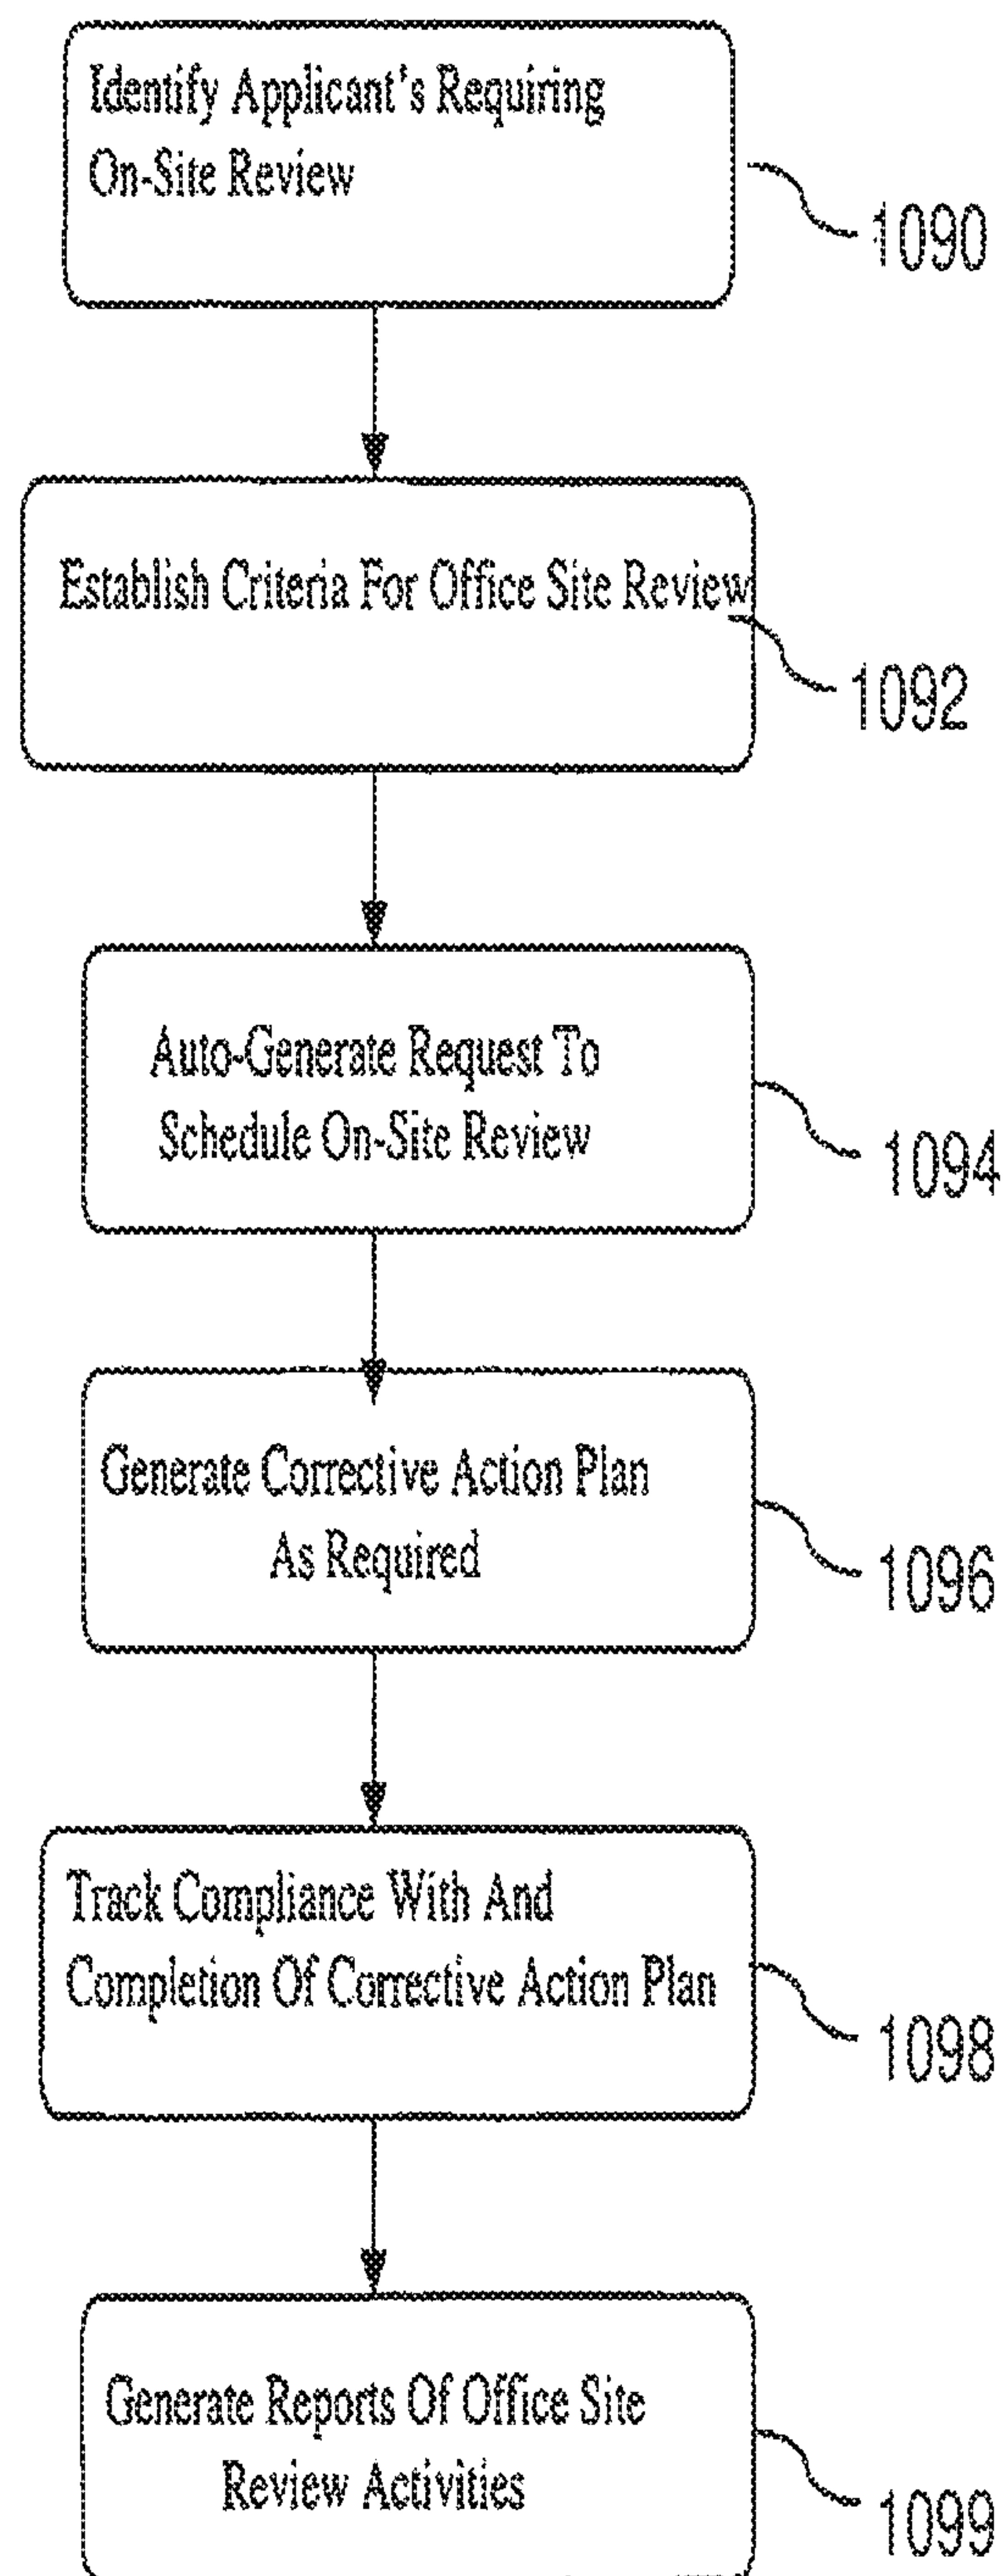 Identify Applicant's Requiring
On-Site Review
1090
Establish Criteria For Office Site Review
1092
Auto-Generate Request To
Schedule On-Site Review
1094
Generate Corrective Action Plan
As Required
1096
Track Compliance With And
Completion Of Corrective Action Plan
1098
Generate Reports Of Office Site
Review Activities
1099